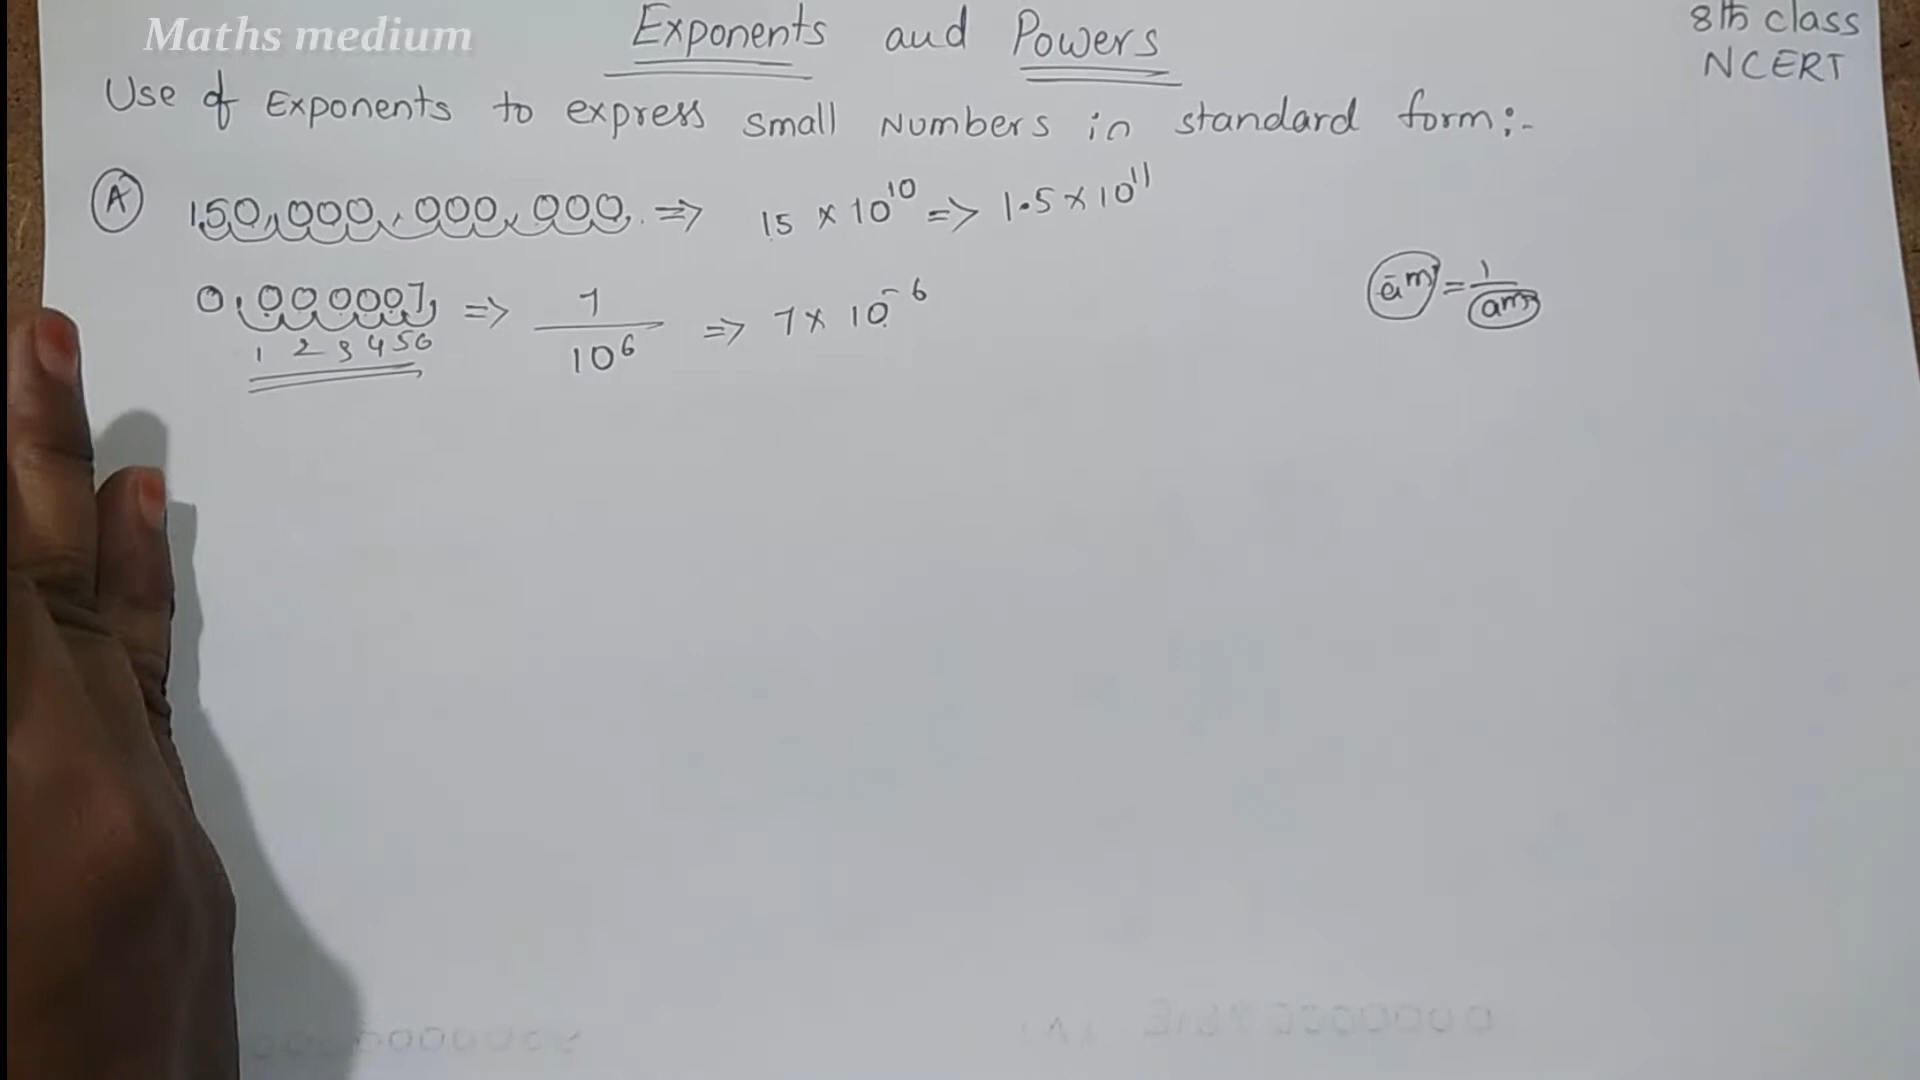 Maths medium
Exponents and Powers
8th class
NCERT
Use of Exponents to express small Numbers in standard form:-
A 150,000,000,000. => 15 × 10^10 => 1.5 × 10^11
0.000007 => 7/10^6 => 7 × 10^-6
1 2 3 4 5 6
a^-m = 1/a^m